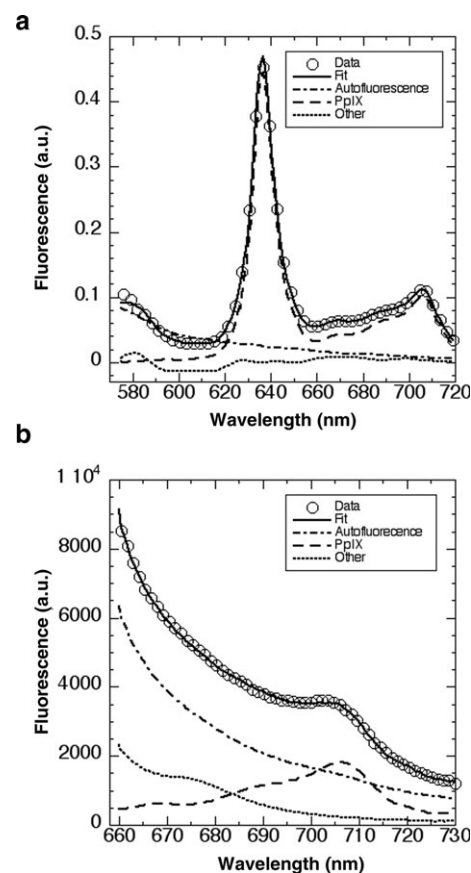 a
Fluorescence (a.u.)
0.5
0.4
0.3
0.2
0.1
0
Data
Fit
Autofluorescence
PpIX
Other
580 600 620 640 660 680 700 720
Wavelength (nm)
b
Fluorescence (a.u.)
1 10⁴
8000
6000
4000
2000
0
Data
Fit
Autofluorecence
PpIX
Other
660 670 680 690 700 710 720 730
Wavelength (nm)